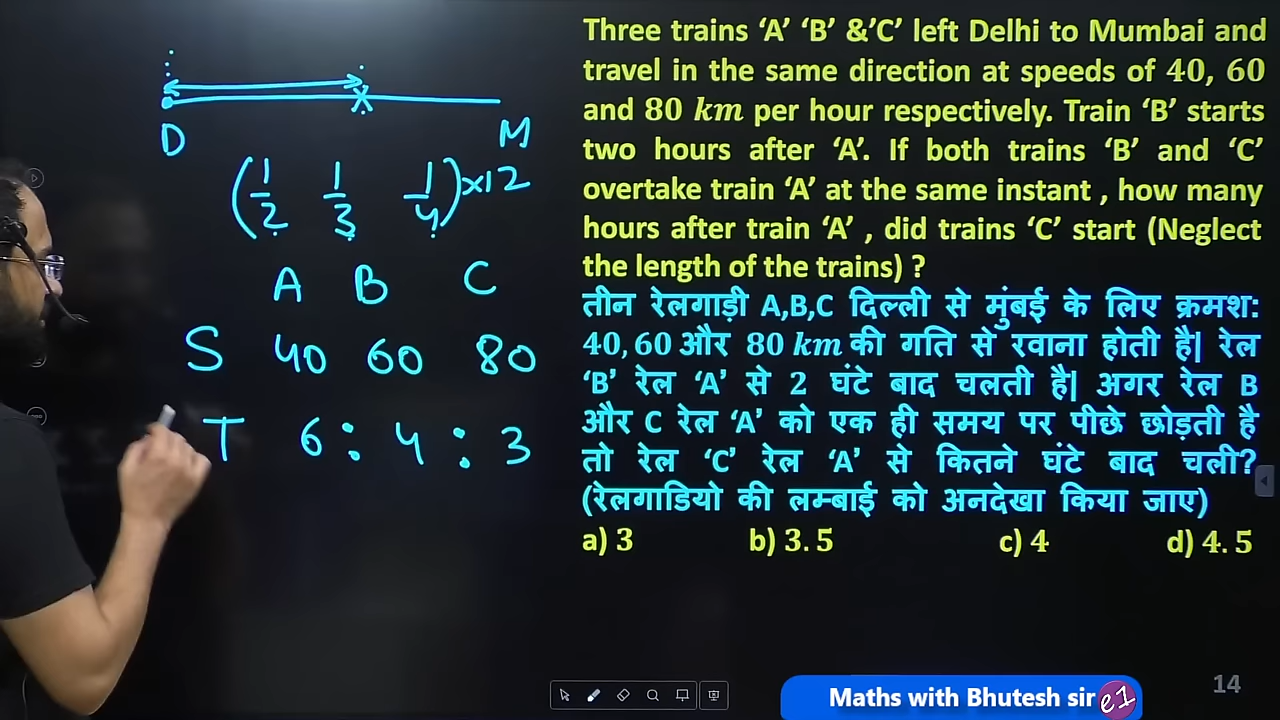 D M
(1/2 1/3 1/4)×12
A B C
S 40 60 80
T 6 : 4 : 3
Three trains ‘A’ ‘B’ &’C’ left Delhi to Mumbai and
travel in the same direction at speeds of 40, 60
and 80 km per hour respectively. Train ‘B’ starts
two hours after ‘A’. If both trains ‘B’ and ‘C’
overtake train ‘A’ at the same instant , how many
hours after train ‘A’ , did trains ‘C’ start (Neglect
the length of the trains) ?
तीन रेलगाड़ी A,B,C दिल्ली से मुंबई के लिए क्रमश:
40, 60 और 80 km की गति से रवाना होती है| रेल
‘B’ रेल ‘A’ से 2 घंटे बाद चलती है| अगर रेल B
और C रेल ‘A’ को एक ही समय पर पीछे छोड़ती है
तो रेल ‘C’ रेल ‘A’ से कितने घंटे बाद चली?
(रेलगाडियो की लम्बाई को अनदेखा किया जाए)
a) 3 b) 3.5 c) 4 d) 4.5
Maths with Bhutesh sir e1
14